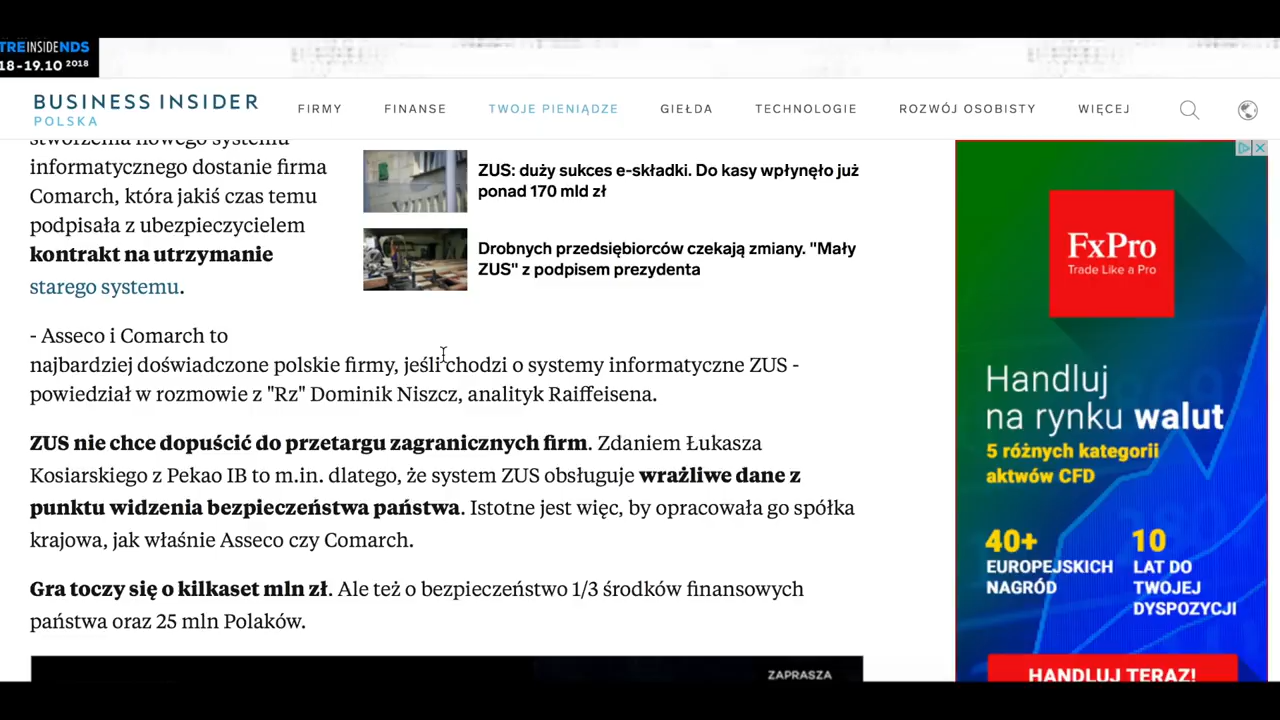 TREINSIDENDS
18-19.10 2018
BUSINESS INSIDER
POLSKA
FIRMY
FINANSE
TWOJE PIENIĄDZE
GIEŁDA
TECHNOLOGIE
ROZWÓJ OSOBISTY
WIĘCEJ
stworzenia nowego systemu
informatycznego dostanie firma
Comarch, która jakiś czas temu
podpisała z ubezpieczycielem
kontrakt na utrzymanie
starego systemu.
ZUS: duży sukces e-składki. Do kasy wpłynęło już
ponad 170 mld zł
Drobnych przedsiębiorców czekają zmiany. "Mały
ZUS" z podpisem prezydenta
- Asseco i Comarch to
najbardziej doświadczone polskie firmy, jeśli chodzi o systemy informatyczne ZUS -
powiedział w rozmowie z "Rz" Dominik Niszcz, analityk Raiffeisena.
ZUS nie chce dopuścić do przetargu zagranicznych firm. Zdaniem Łukasza
Kosiarskiego z Pekao IB to m.in. dlatego, że system ZUS obsługuje wrażliwe dane z
punktu widzenia bezpieczeństwa państwa. Istotne jest więc, by opracowała go spółka
krajowa, jak właśnie Asseco czy Comarch.
Gra toczy się o kilkaset mln zł. Ale też o bezpieczeństwo 1/3 środków finansowych
państwa oraz 25 mln Polaków.
ZAPRASZA
FxPro
Trade Like a Pro
Handluj
na rynku walut
5 różnych kategorii
aktwów CFD
40+
EUROPEJSKICH
NAGRÓD
10
LAT DO
TWOJEJ
DYSPOZYCJI
HANDLUJ TERAZ!